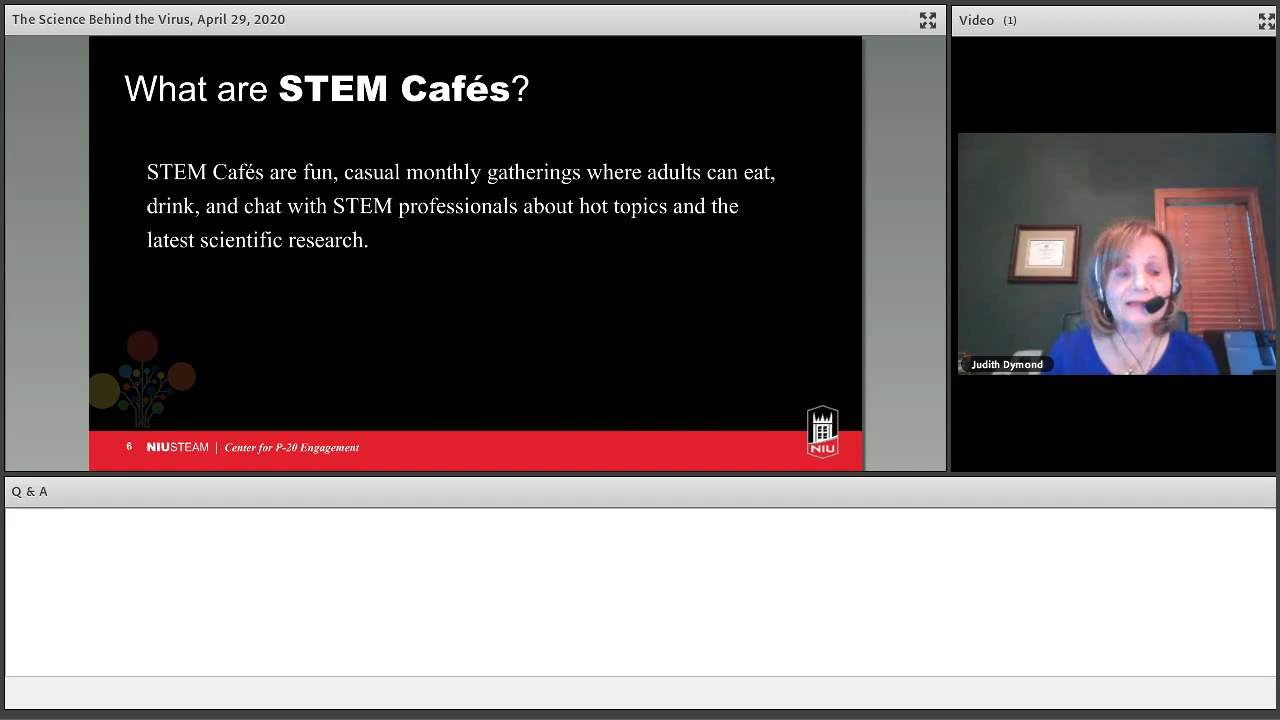 The Science Behind the Virus, April 29, 2020
Video (1)
What are STEM Cafés?
STEM Cafés are fun, casual monthly gatherings where adults can eat,
drink, and chat with STEM professionals about hot topics and the
latest scientific research.
Judith Dymond
6 NIUSTEAM | Center for P-20 Engagement
NIU
Q & A